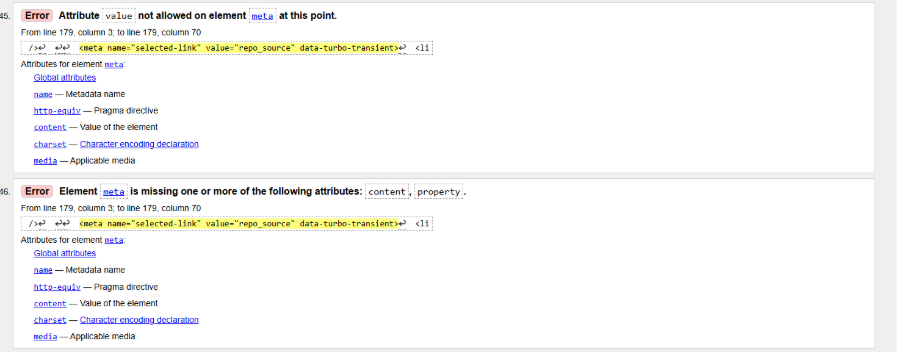 45. Error Attribute value not allowed on element meta at this point.
From line 179, column 3; to line 179, column 70
/>↩ ↩↩ <meta name="selected-link" value="repo_source" data-turbo-transient>↩ <li
Attributes for element meta:
Global attributes
name — Metadata name
http-equiv — Pragma directive
content — Value of the element
charset — Character encoding declaration
media — Applicable media
46. Error Element meta is missing one or more of the following attributes: content, property.
From line 179, column 3; to line 179, column 70
/>↩ ↩↩ <meta name="selected-link" value="repo_source" data-turbo-transient>↩ <li
Attributes for element meta:
Global attributes
name — Metadata name
http-equiv — Pragma directive
content — Value of the element
charset — Character encoding declaration
media — Applicable media